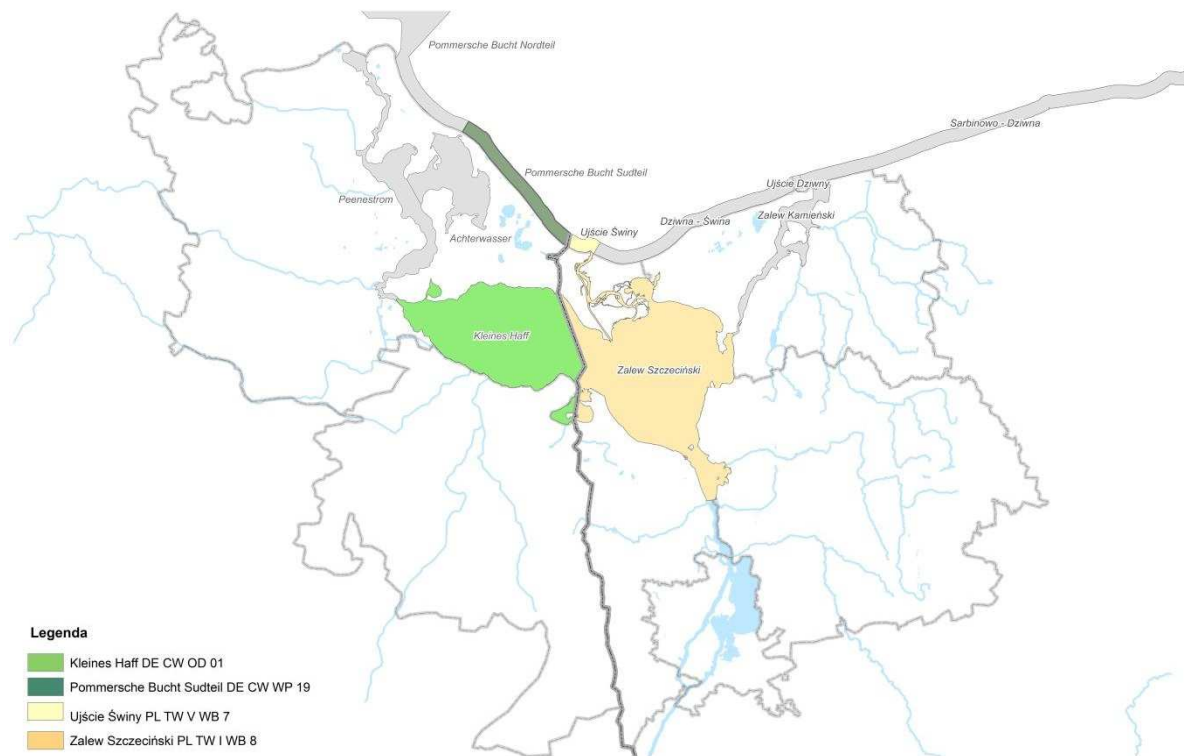 Pommersche Bucht Nordteil
Sarbinowo - Dziwna
Pommersche Bucht Sudteil
Ujście Dziwny
Peenestrom
Zalew Kamieński
Dziwna - Świna
Ujście Świny
Achterwasser
Kleines Haff
Zalew Szczeciński
Legenda
Kleines Haff DE CW OD 01
Pommersche Bucht Sudteil DE CW WP 19
Ujście Świny PL TW V WB 7
Zalew Szczeciński PL TW I WB 8